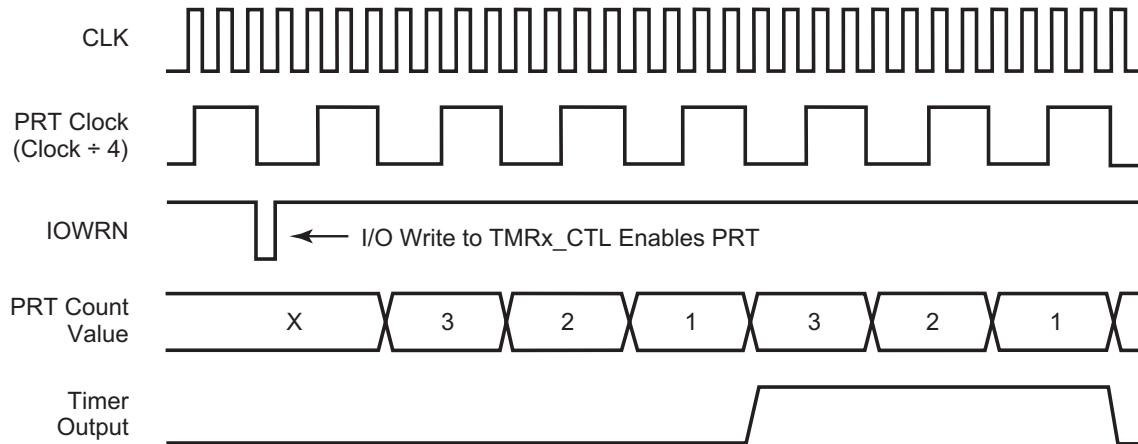 CLK
PRT Clock
(Clock ÷ 4)
IOWRN
I/O Write to TMRx_CTL Enables PRT
PRT Count
Value
X 3 2 1 3 2 1
Timer
Output